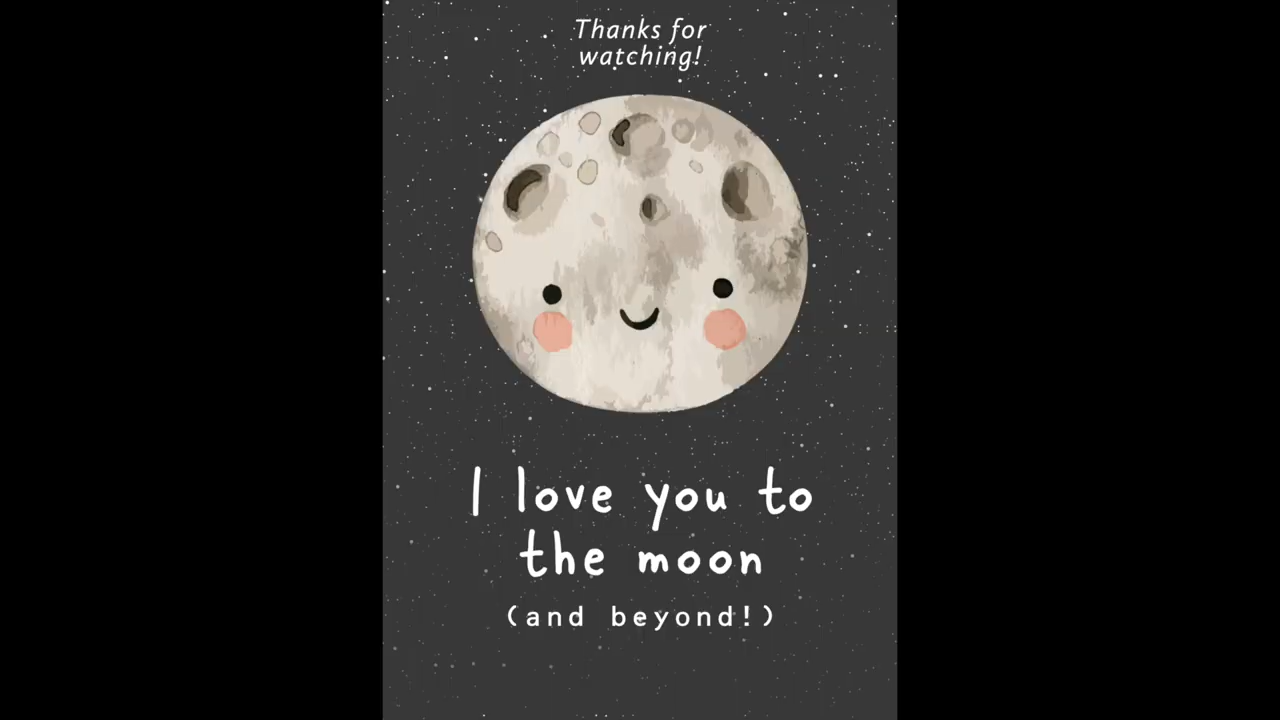 Thanks for
watching!
I love you to
the moon
(and beyond!)